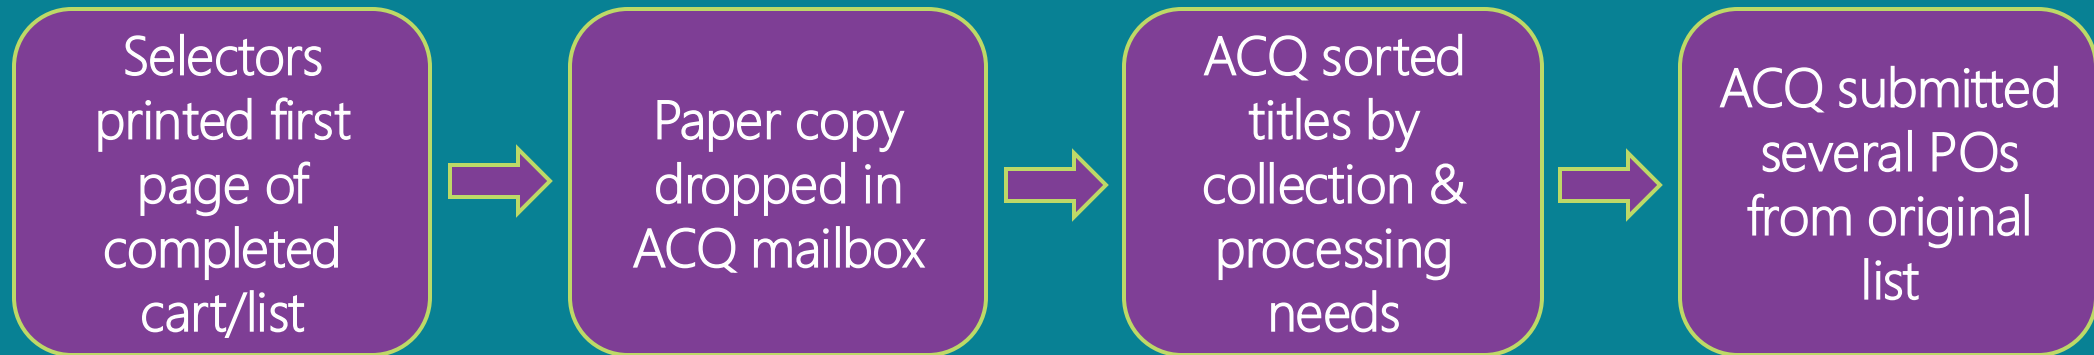 Selectors
printed first
page of
completed
cart/list
Paper copy
dropped in
ACQ mailbox
ACQ sorted
titles by
collection &
processing
needs
ACQ submitted
several POs
from original
list